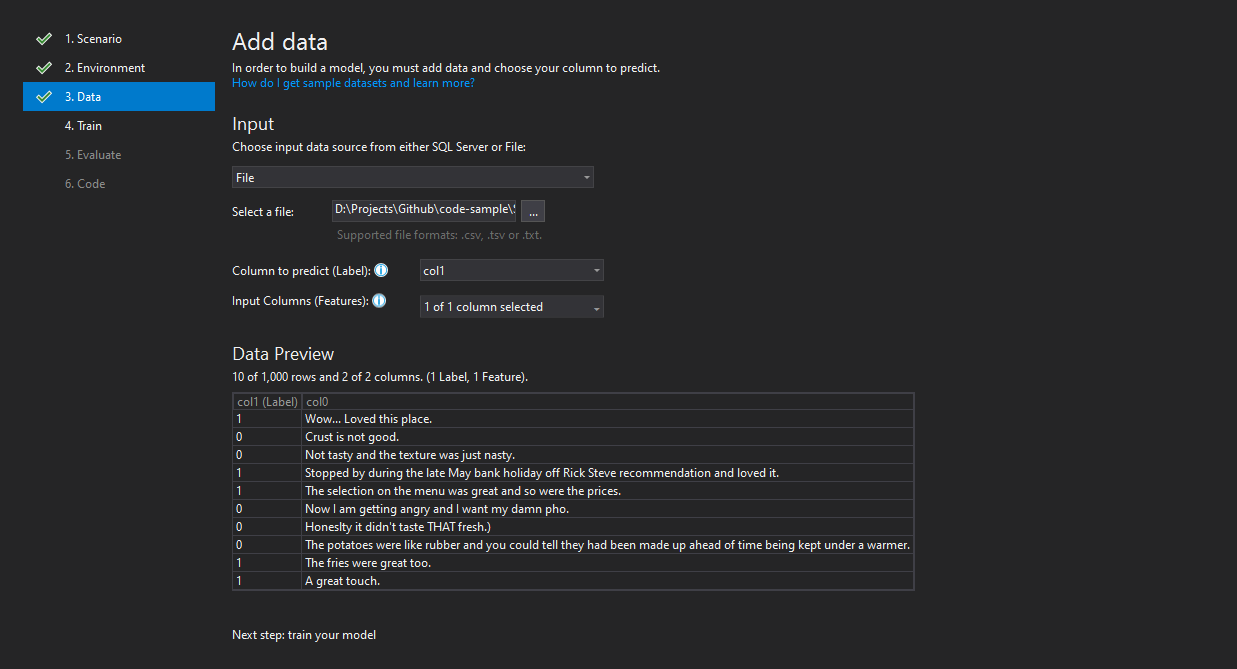 1. Scenario
2. Environment
3. Data
4. Train
5. Evaluate
6. Code
Add data
In order to build a model, you must add data and choose your column to predict.
How do I get sample datasets and learn more?
Input
Choose input data source from either SQL Server or File:
File
Select a file: D:\Projects\Github\code-sample\ ...
Supported file formats: .csv, .tsv or .txt.
Column to predict (Label): col1
Input Columns (Features): 1 of 1 column selected
Data Preview
10 of 1,000 rows and 2 of 2 columns. (1 Label, 1 Feature).
col1 (Label) col0
1 Wow... Loved this place.
0 Crust is not good.
0 Not tasty and the texture was just nasty.
1 Stopped by during the late May bank holiday off Rick Steve recommendation and loved it.
1 The selection on the menu was great and so were the prices.
0 Now I am getting angry and I want my damn pho.
0 Honeslty it didn't taste THAT fresh.)
0 The potatoes were like rubber and you could tell they had been made up ahead of time being kept under a warmer.
1 The fries were great too.
1 A great touch.
Next step: train your model